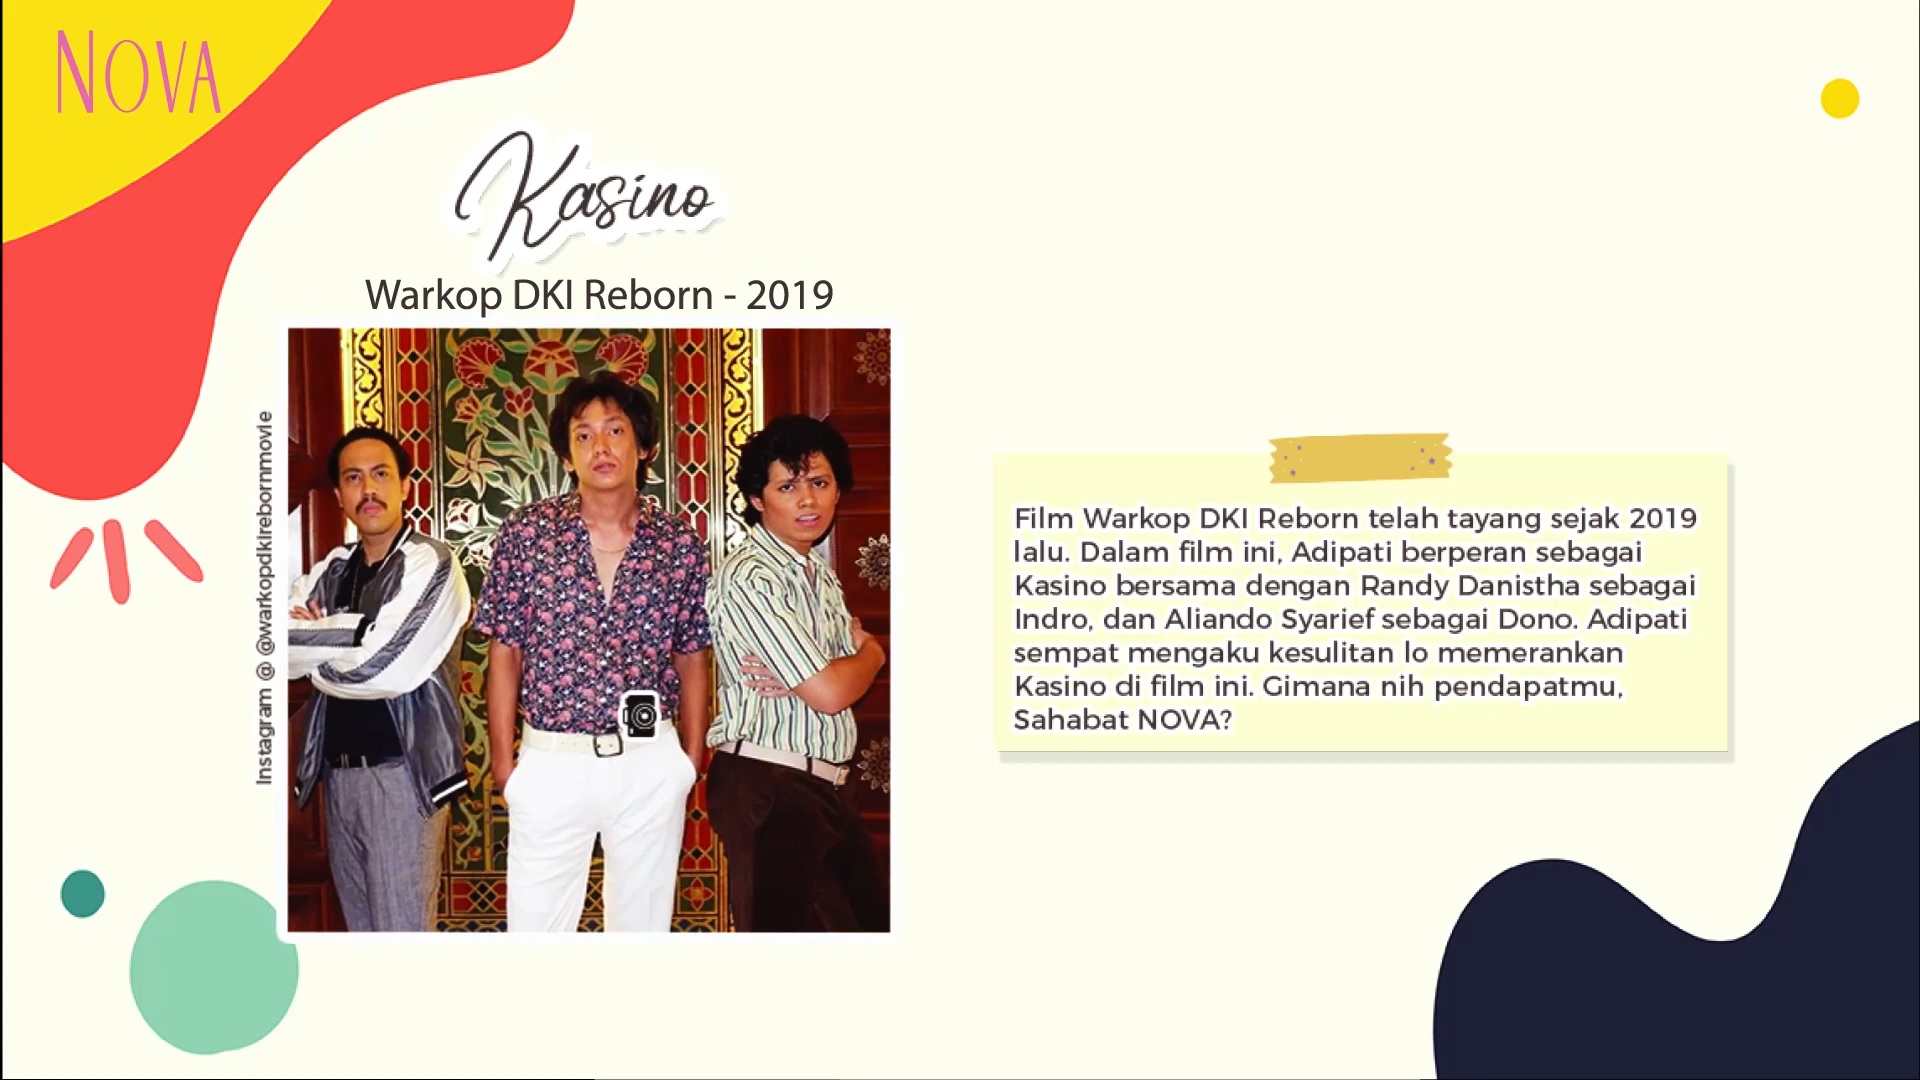 NOVA
Kasino
Warkop DKI Reborn - 2019
Instagram @ @warkopdkirebornmovie
Film Warkop DKI Reborn telah tayang sejak 2019
lalu. Dalam film ini, Adipati berperan sebagai
Kasino bersama dengan Randy Danistha sebagai
Indro, dan Aliando Syarief sebagai Dono. Adipati
sempat mengaku kesulitan lo memerankan
Kasino di film ini. Gimana nih pendapatmu,
Sahabat NOVA?